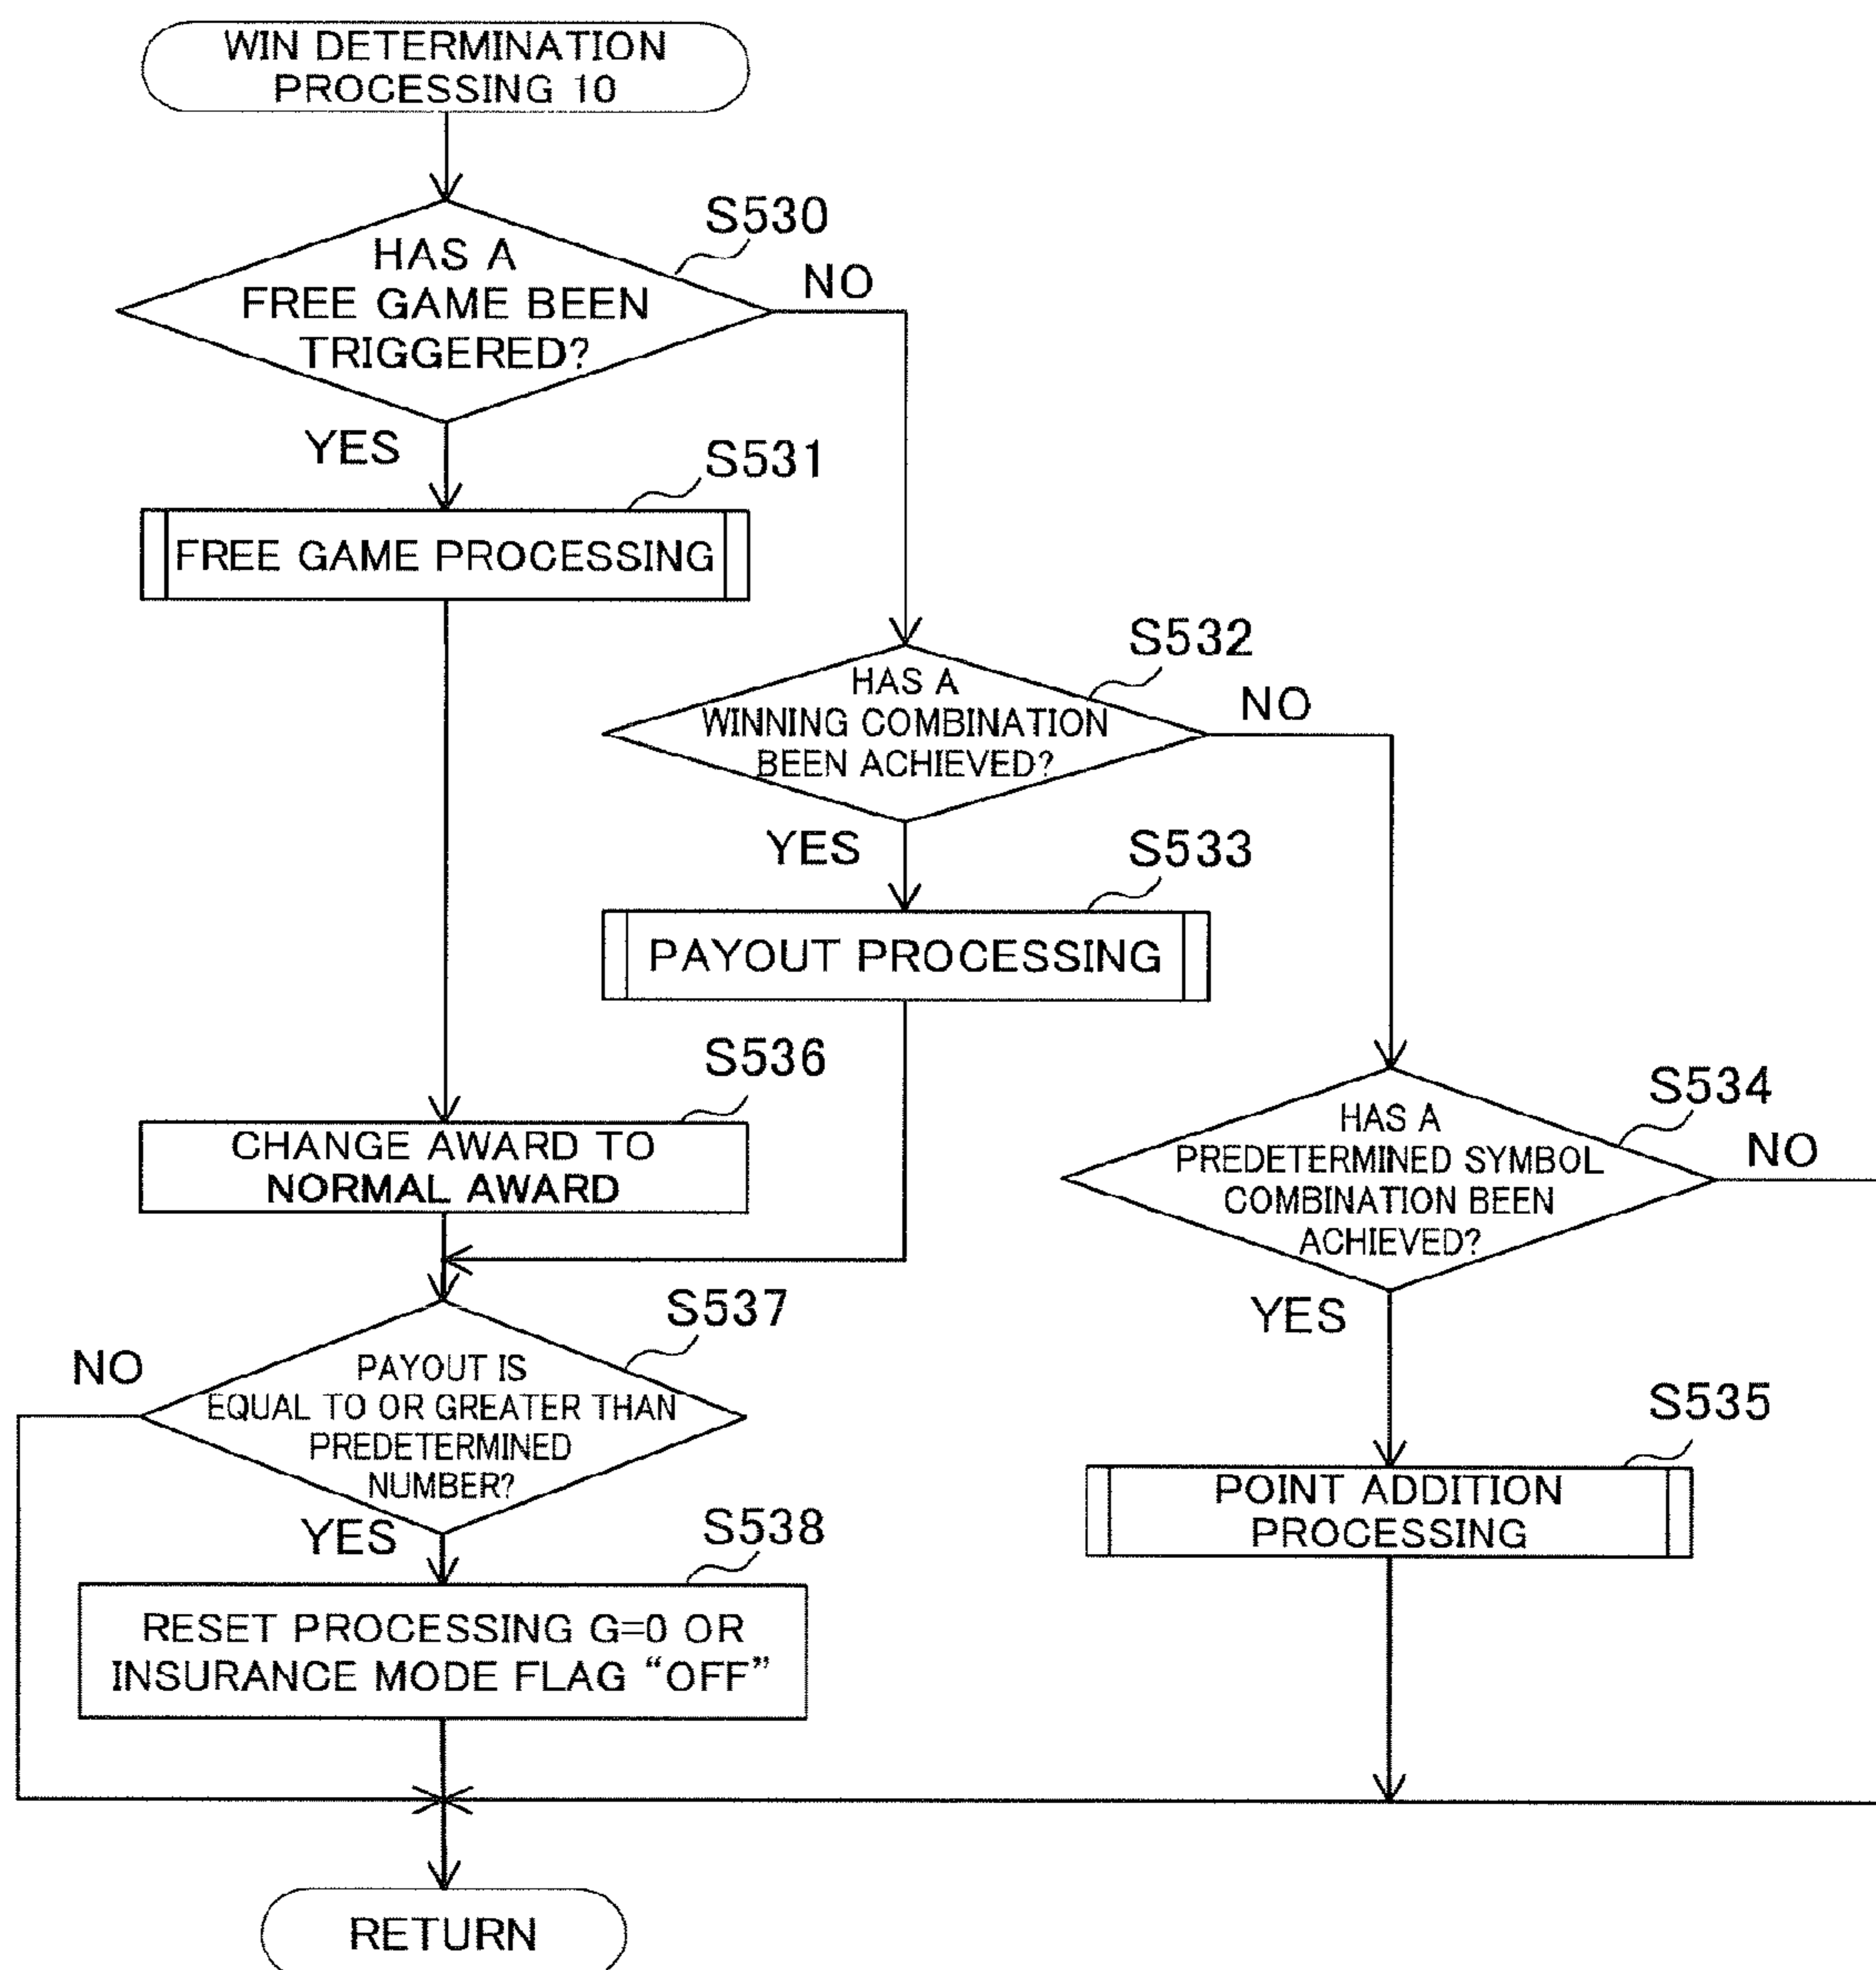 WIN DETERMINATION
PROCESSING 10
S530
HAS A
FREE GAME BEEN
TRIGGERED?
NO
YES
S531
FREE GAME PROCESSING
S532
HAS A
WINNING COMBINATION
BEEN ACHIEVED?
NO
YES
S533
PAYOUT PROCESSING
S536
CHANGE AWARD TO
NORMAL AWARD
S534
HAS A
PREDETERMINED SYMBOL
COMBINATION BEEN
ACHIEVED?
NO
YES
S537
NO
PAYOUT IS
EQUAL TO OR GREATER THAN
PREDETERMINED
NUMBER?
YES
S535
POINT ADDITION
PROCESSING
S538
RESET PROCESSING G=0 OR
INSURANCE MODE FLAG “OFF”
RETURN